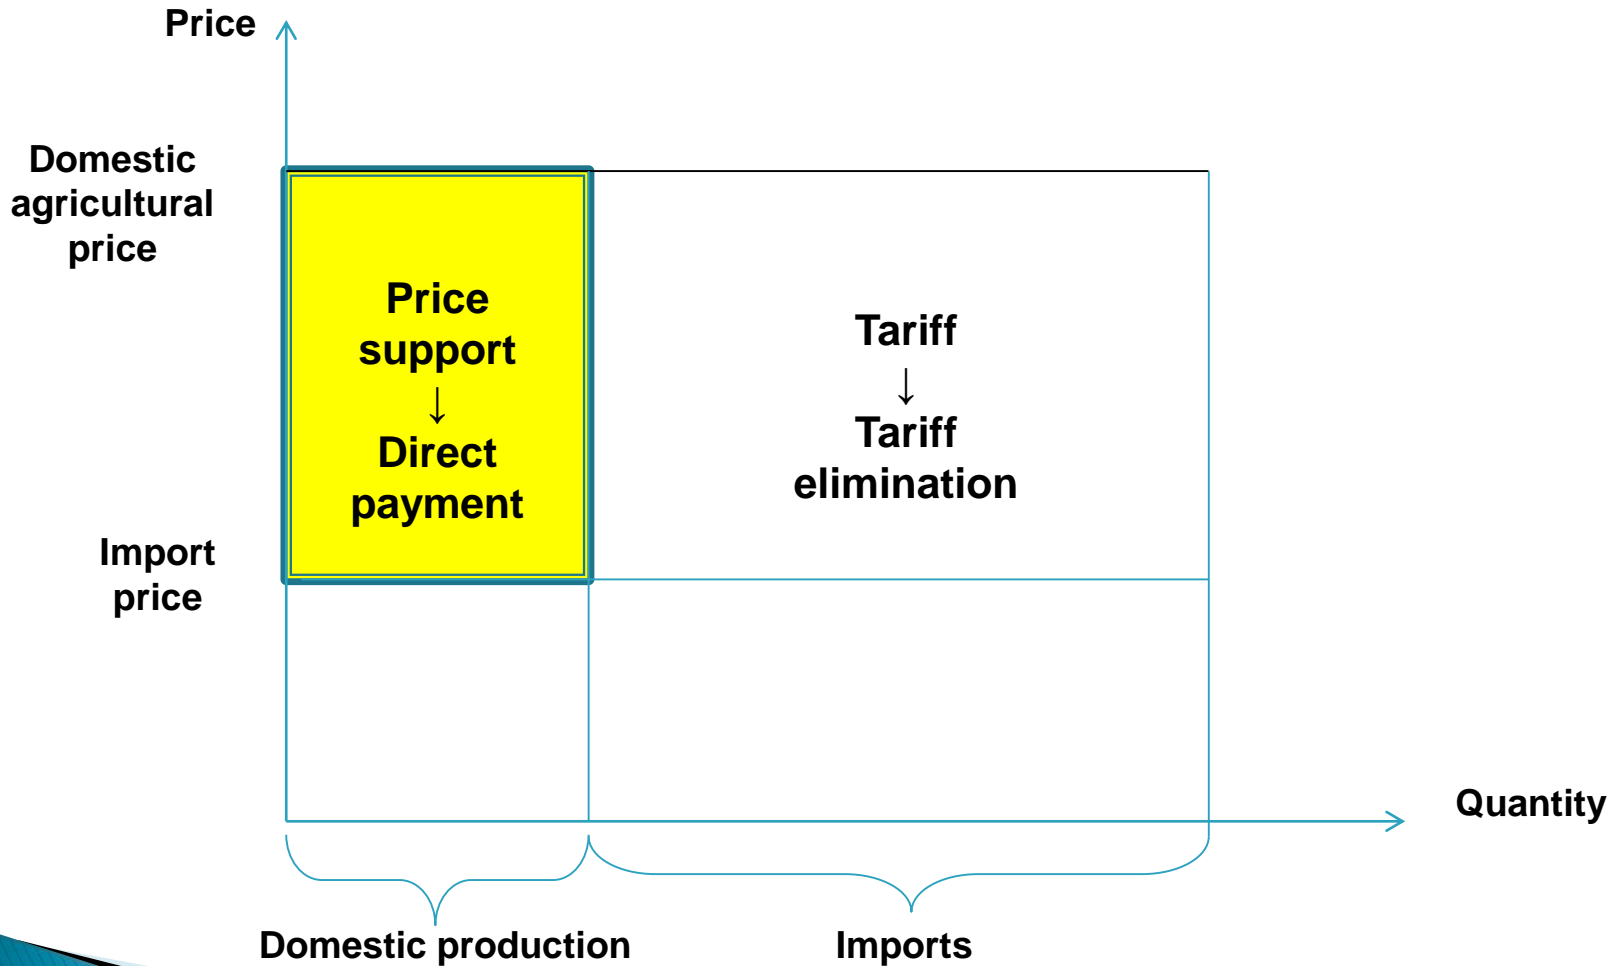 Price
Domestic
agricultural
price
Price
support
↓
Direct
payment
Tariff
↓
Tariff
elimination
Import
price
Quantity
Domestic production
Imports